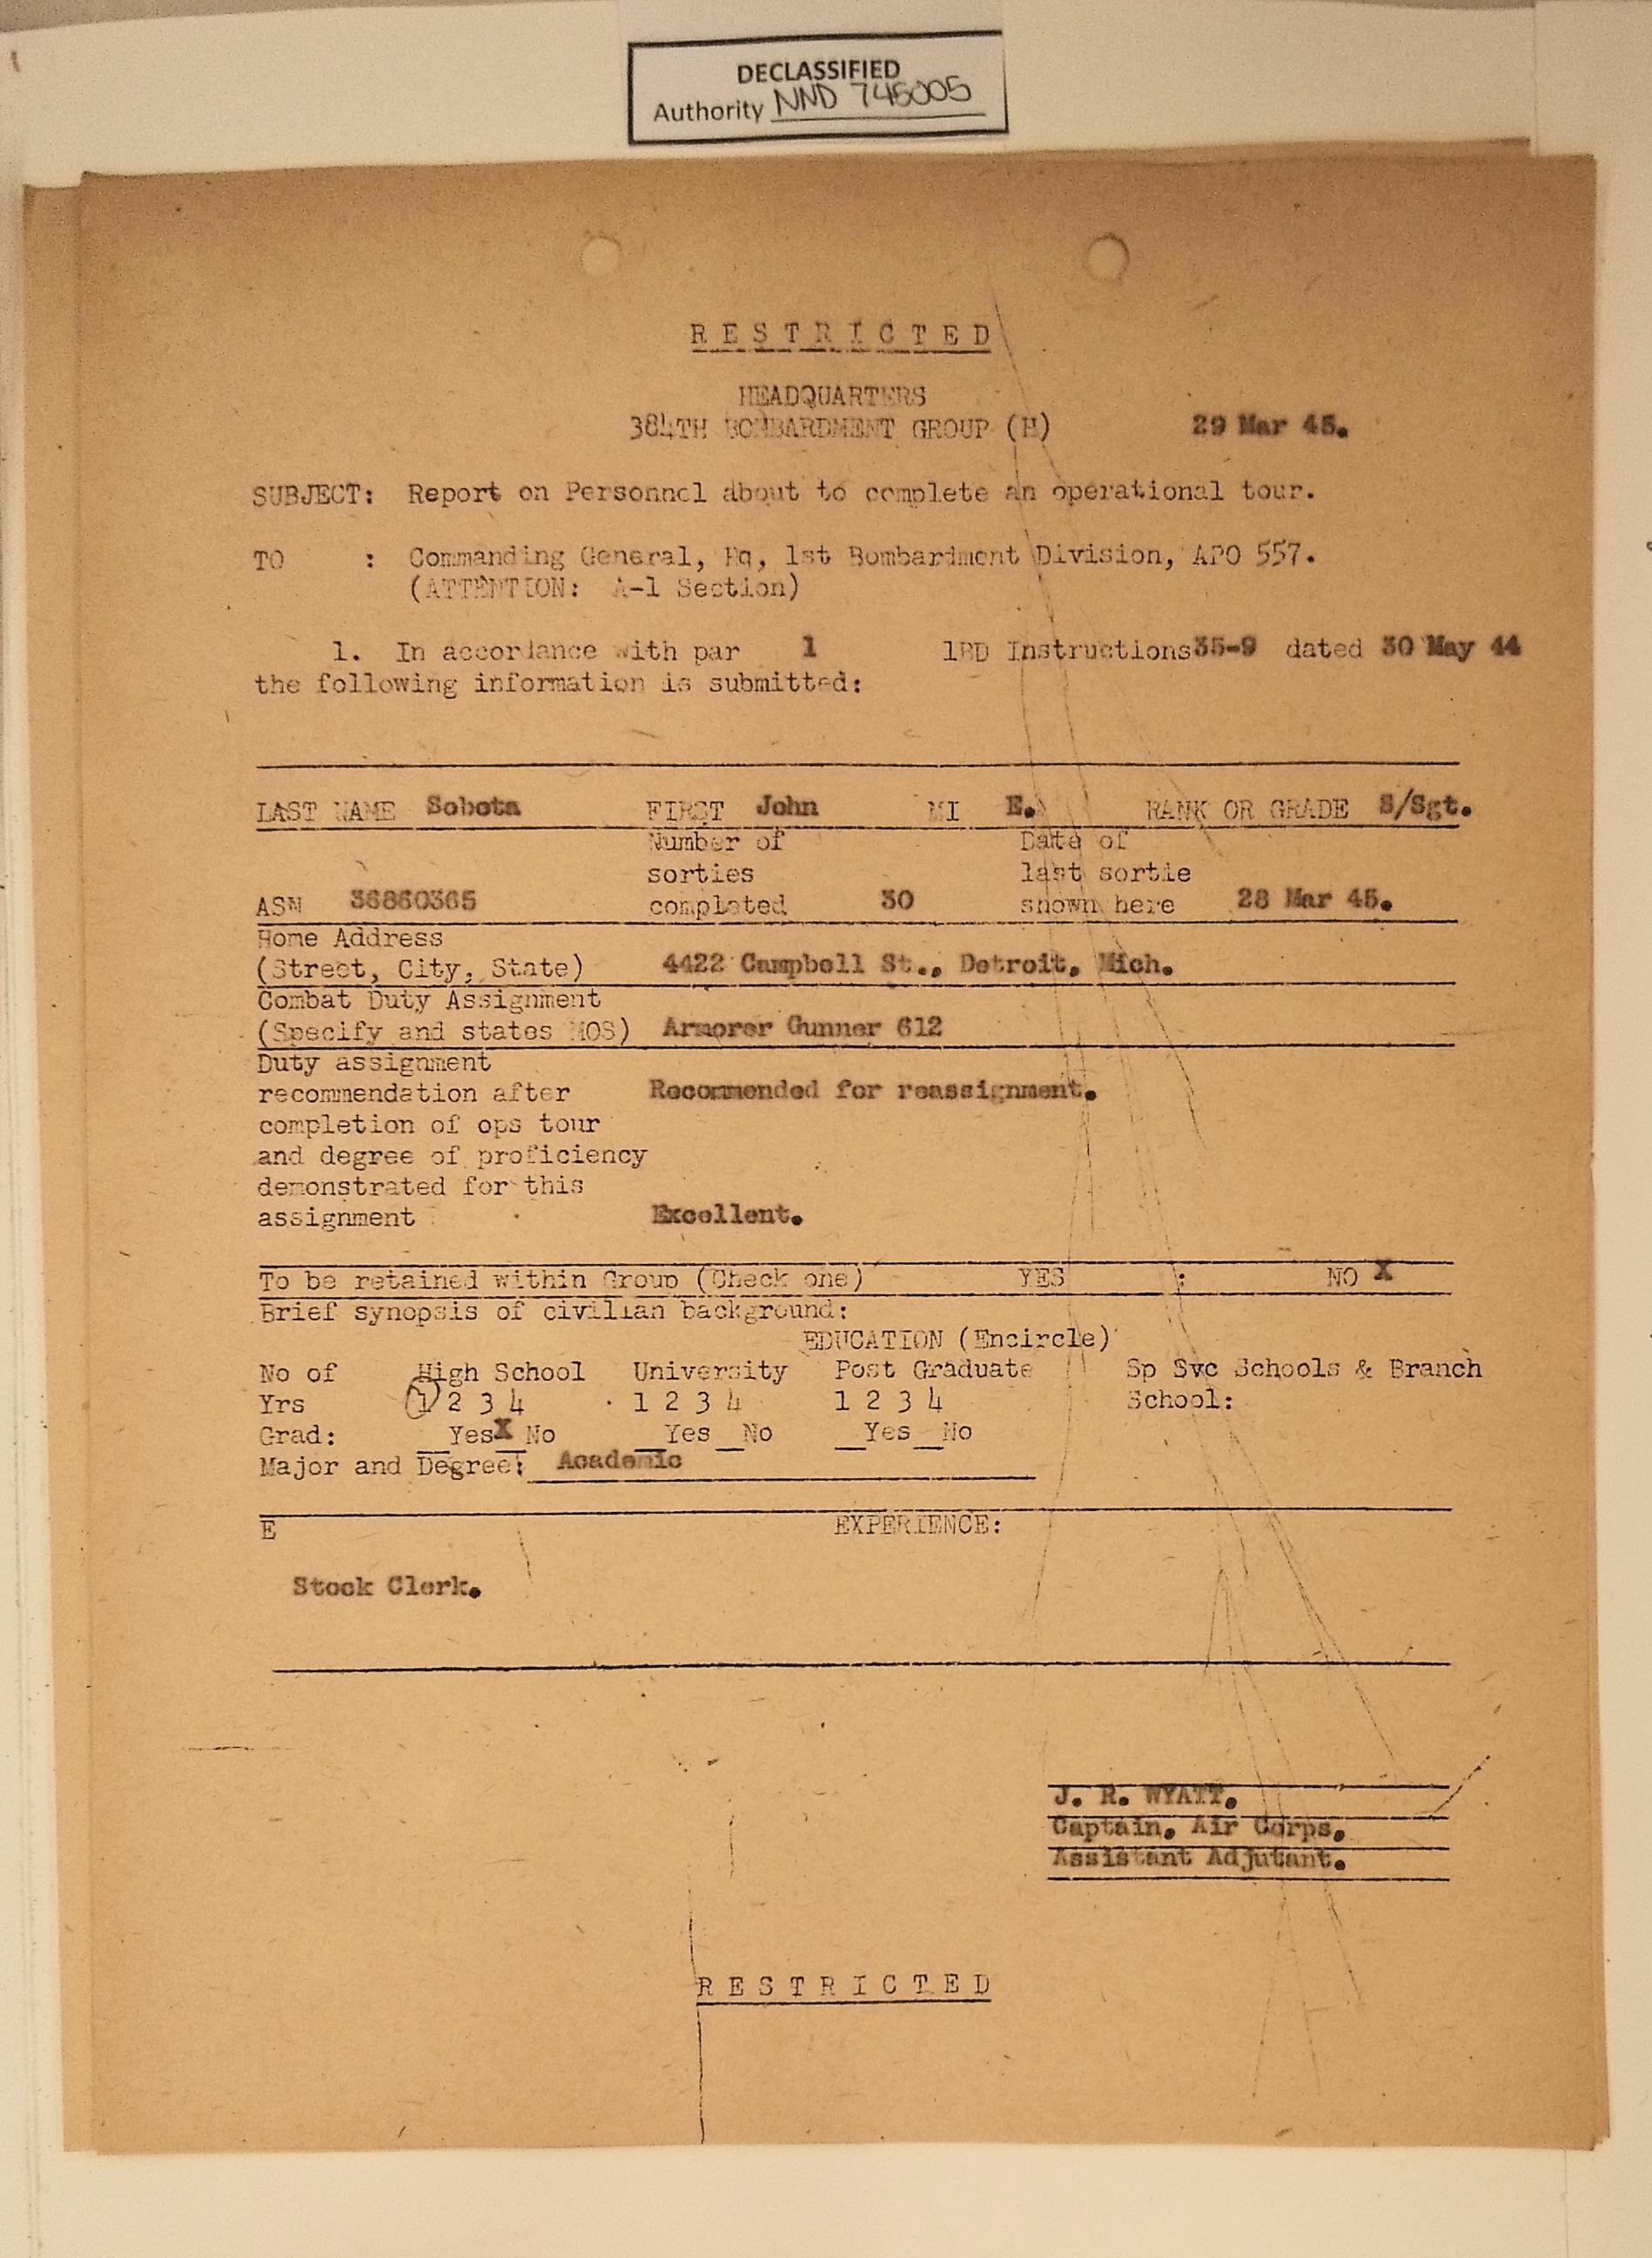 DECLASSIFIED
Authority NND 745005
R E S T R I C T E D
HEADQUARTERS
384TH BOMBARDMENT GROUP (H) 29 Mar 45.
SUBJECT: Report on Personnel about to complete an operational tour.
TO : Commanding General, Hq, 1st Bombardment Division, APO 557.
(ATTENTION: A-1 Section)
1. In accordance with par 1 1BD Instructions 35-9 dated 30 May 44
the following information is submitted:
LAST NAME Sobota FIRST John MI E. RANK OR GRADE S/Sgt.
Number of Date of
sorties last sortie
ASN 36860365 completed 30 shown here 28 Mar 45.
Home Address
(Street, City, State) 4422 Campbell St., Detroit, Mich.
Combat Duty Assignment
(Specify and states MOS) Armorer Gunner 612
Duty assignment
recommendation after Recommended for reassignment.
completion of ops tour
and degree of proficiency
demonstrated for this
assignment Excellent.
To be retained within Group (Check one) YES : NO X
Brief synopsis of civilian background:
EDUCATION (Encircle)
No of High School University Post Graduate Sp Svc Schools & Branch
Yrs 1 2 3 4 1 2 3 4 1 2 3 4 School:
Grad: __Yes X No __Yes __No __Yes __No
Major and Degree: Academic
E EXPERIENCE:
Stock Clerk.
J. R. WYATT.
Captain, Air Corps,
Assistant Adjutant.
R E S T R I C T E D